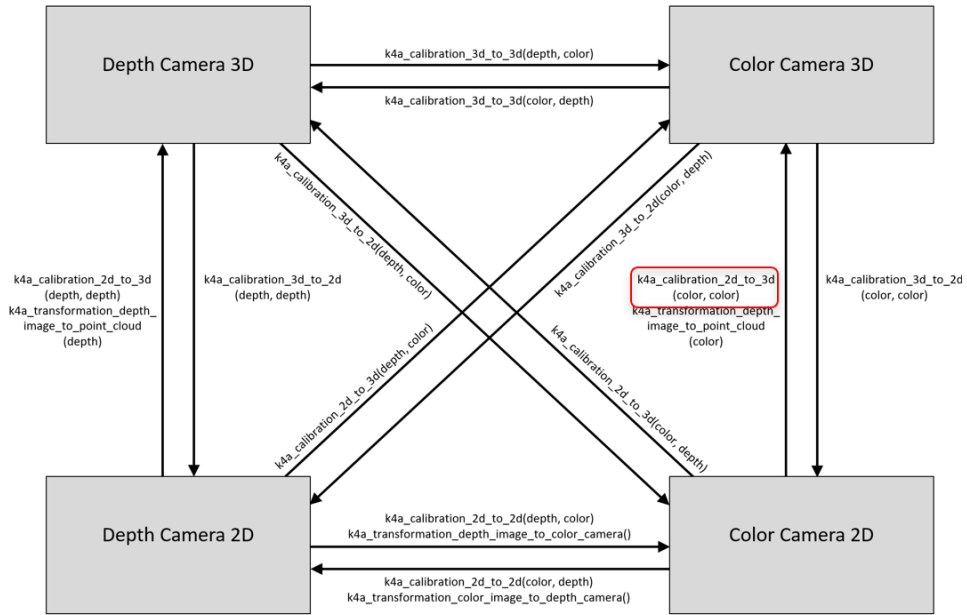 Depth Camera 3D
k4a_calibration_3d_to_3d(depth, color)
k4a_calibration_3d_to_3d(color, depth)
Color Camera 3D
k4a_calibration_3d_to_2d(depth, color)
k4a_calibration_3d_to_2d(color, depth)
k4a_calibration_2d_to_3d
(depth, depth)
k4a_transformation_depth_
image_to_point_cloud
(depth)
k4a_calibration_3d_to_2d
(depth, depth)
k4a_calibration_2d_to_3d
(color, color)
k4a_transformation_depth_
image_to_point_cloud
(color)
k4a_calibration_3d_to_2d
(color, color)
k4a_calibration_2d_to_3d(depth, color)
k4a_calibration_2d_to_3d(color, depth)
Depth Camera 2D
k4a_calibration_2d_to_2d(depth, color)
k4a_transformation_depth_image_to_color_camera()
k4a_calibration_2d_to_2d(color, depth)
k4a_transformation_color_image_to_depth_camera()
Color Camera 2D